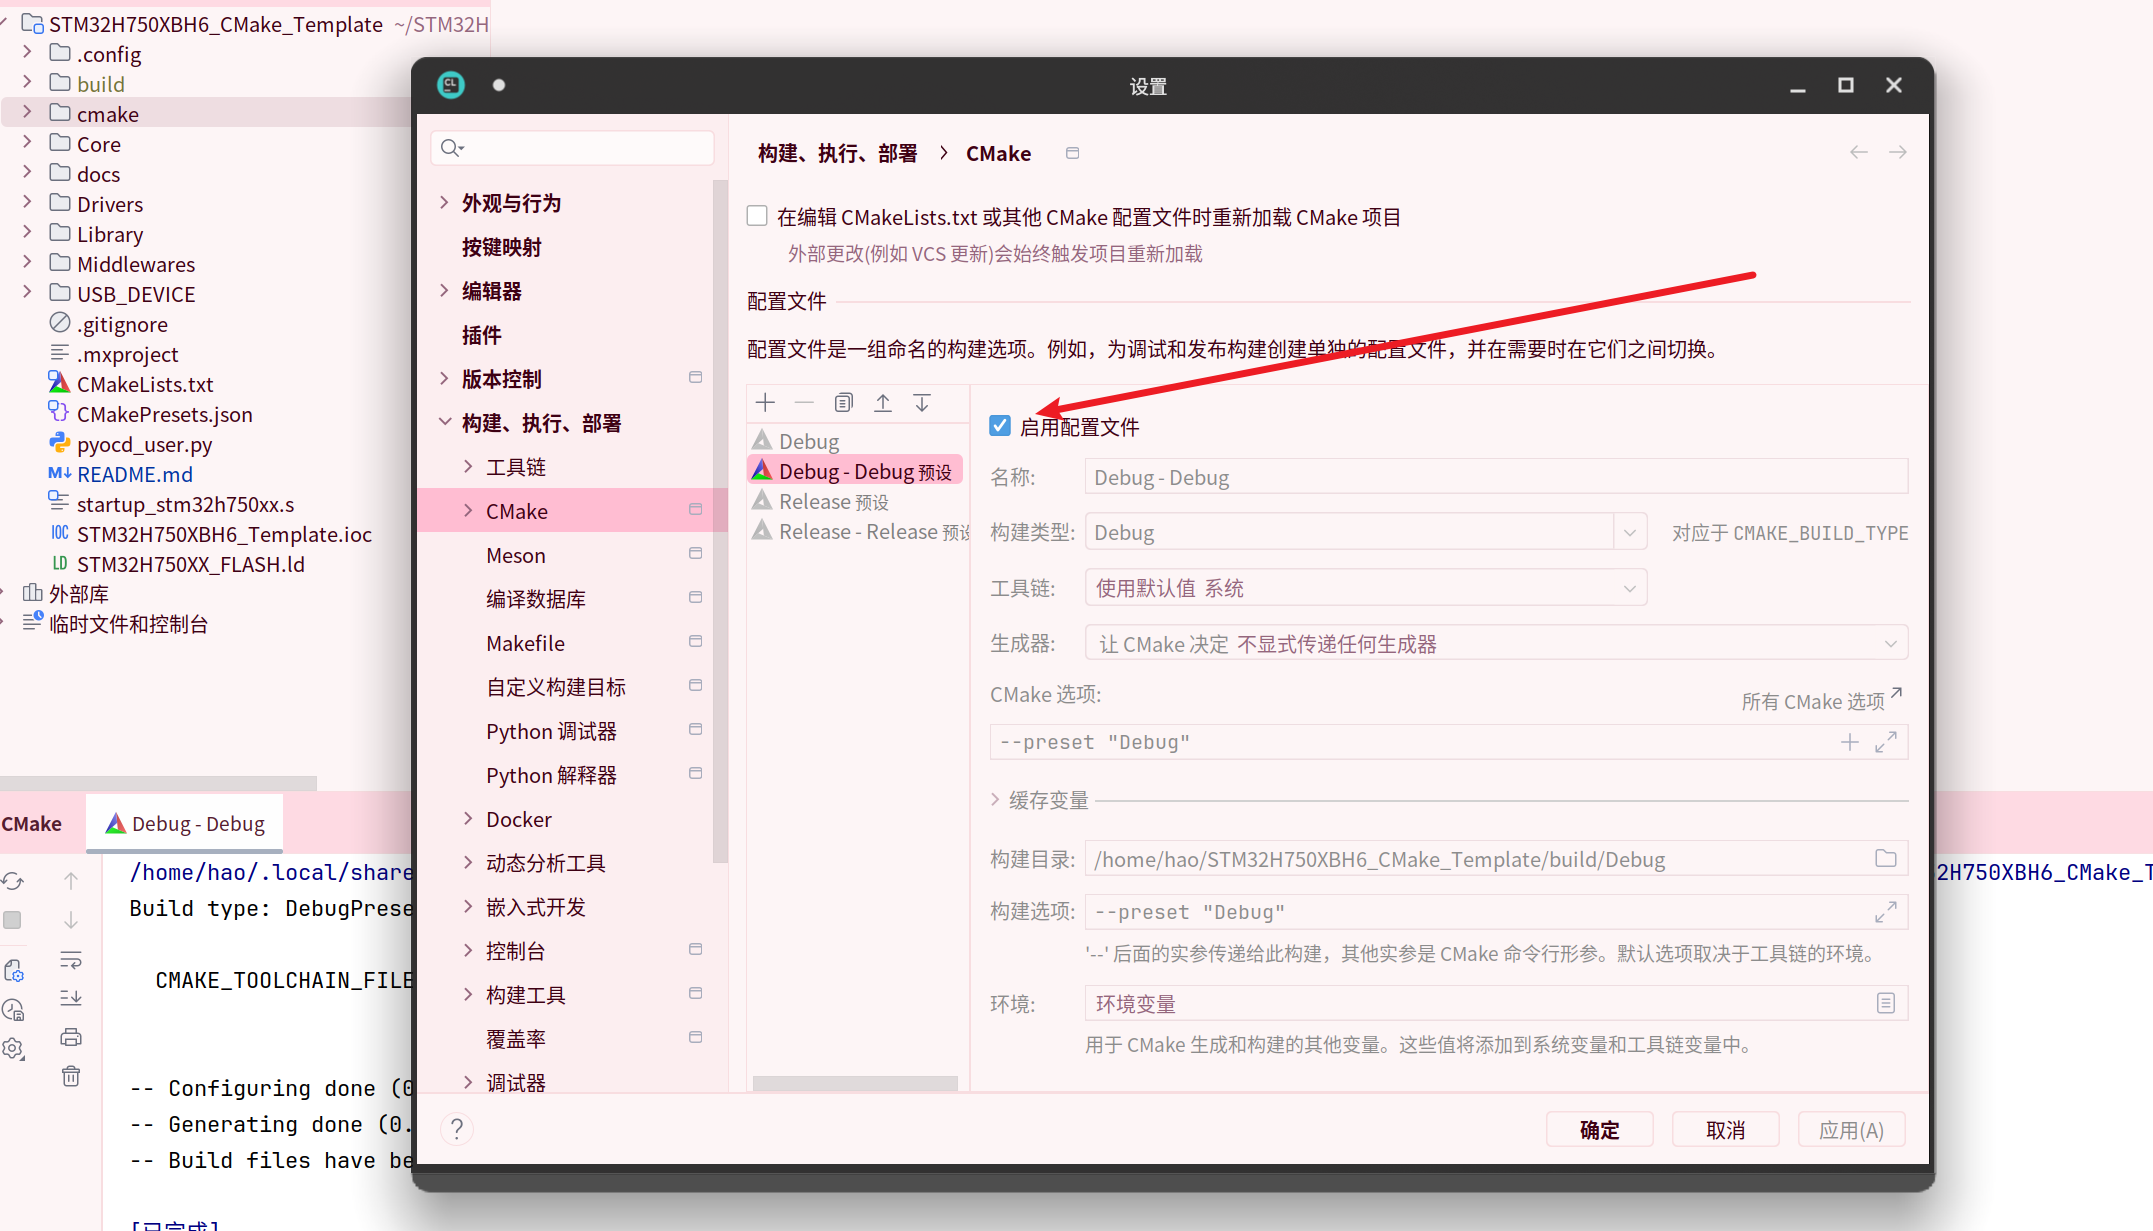 STM32H750XBH6_CMake_Template ~/STM32H
.config
build
cmake
Core
docs
Drivers
Library
Middlewares
USB_DEVICE
.gitignore
.mxproject
CMakeLists.txt
CMakePresets.json
pyocd_user.py
README.md
startup_stm32h750xx.s
STM32H750XBH6_Template.ioc
STM32H750XX_FLASH.ld
外部库
临时文件和控制台
CMake
Debug - Debug
/home/hao/.local/share
Build type: DebugPrese
CMAKE_TOOLCHAIN_FILE
-- Configuring done (0
-- Generating done (0.
-- Build files have be
[已完成]
2H750XBH6_CMake_T
设置
外观与行为
按键映射
编辑器
插件
版本控制
构建、执行、部署
工具链
CMake
Meson
编译数据库
Makefile
自定义构建目标
Python 调试器
Python 解释器
Docker
动态分析工具
嵌入式开发
控制台
构建工具
覆盖率
调试器
构建、执行、部署 › CMake
在编辑 CMakeLists.txt 或其他 CMake 配置文件时重新加载 CMake 项目
外部更改(例如 VCS 更新)会始终触发项目重新加载
配置文件
配置文件是一组命名的构建选项。例如，为调试和发布构建创建单独的配置文件，并在需要时在它们之间切换。
Debug
Debug - Debug 预设
Release 预设
Release - Release 预设
启用配置文件
名称: Debug - Debug
构建类型: Debug 对应于 CMAKE_BUILD_TYPE
工具链: 使用默认值 系统
生成器: 让 CMake 决定 不显式传递任何生成器
CMake 选项: 所有 CMake 选项
--preset "Debug"
缓存变量
构建目录: /home/hao/STM32H750XBH6_CMake_Template/build/Debug
构建选项: --preset "Debug"
'--' 后面的实参传递给此构建，其他实参是 CMake 命令行形参。默认选项取决于工具链的环境。
环境: 环境变量
用于 CMake 生成和构建的其他变量。这些值将添加到系统变量和工具链变量中。
?
确定
取消
应用(A)